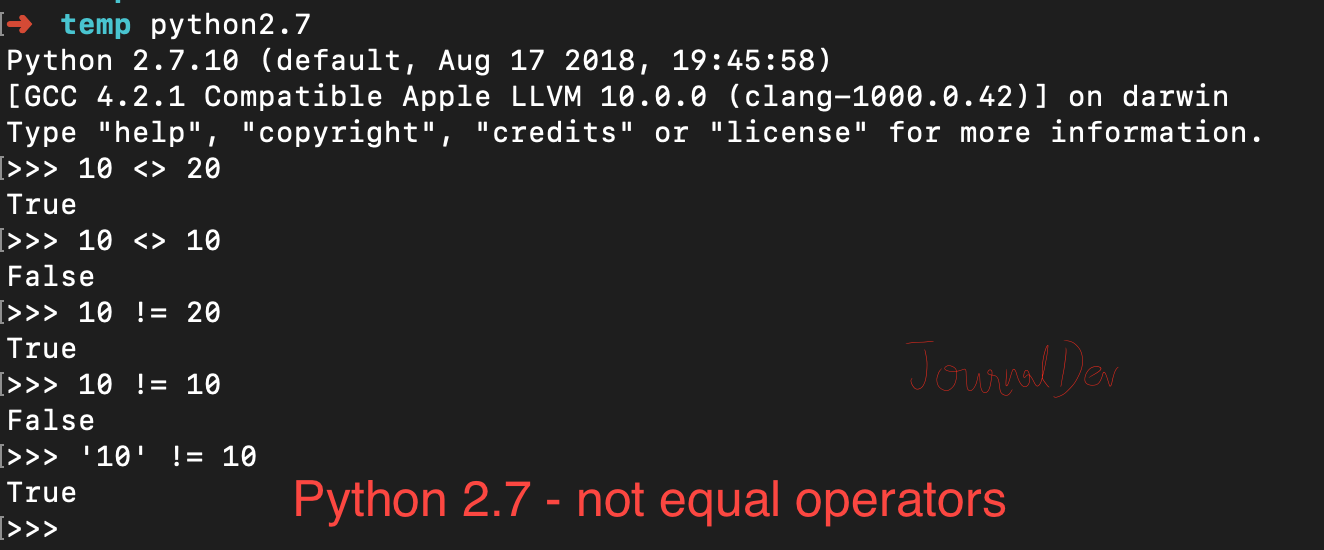 ➜ temp python2.7
Python 2.7.10 (default, Aug 17 2018, 19:45:58)
[GCC 4.2.1 Compatible Apple LLVM 10.0.0 (clang-1000.0.42)] on darwin
Type "help", "copyright", "credits" or "license" for more information.
>>> 10 <> 20
True
>>> 10 <> 10
False
>>> 10 != 20
True
>>> 10 != 10
False
>>> '10' != 10
True
>>>
JournalDev
Python 2.7 - not equal operators